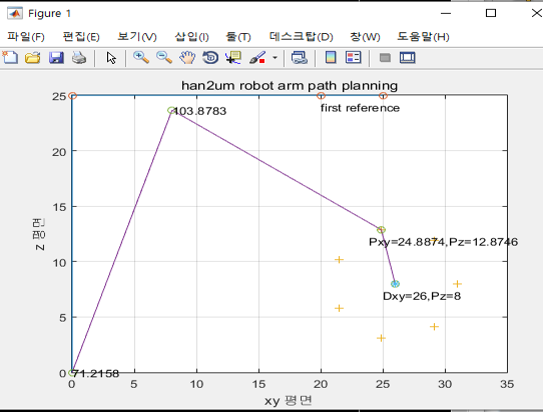 Figure 1
파일(F) 편집(E) 보기(V) 삽입(I) 툴(T) 데스크탑(D) 창(W) 도움말(H)
han2um robot arm path planning
25
20
15
10
5
0
z 평면
103.8783
first reference
Pxy=24.8874,Pz=12.8746
Dxy=26,Pz=8
71.2158
0 5 10 15 20 25 30 35
xy 평면